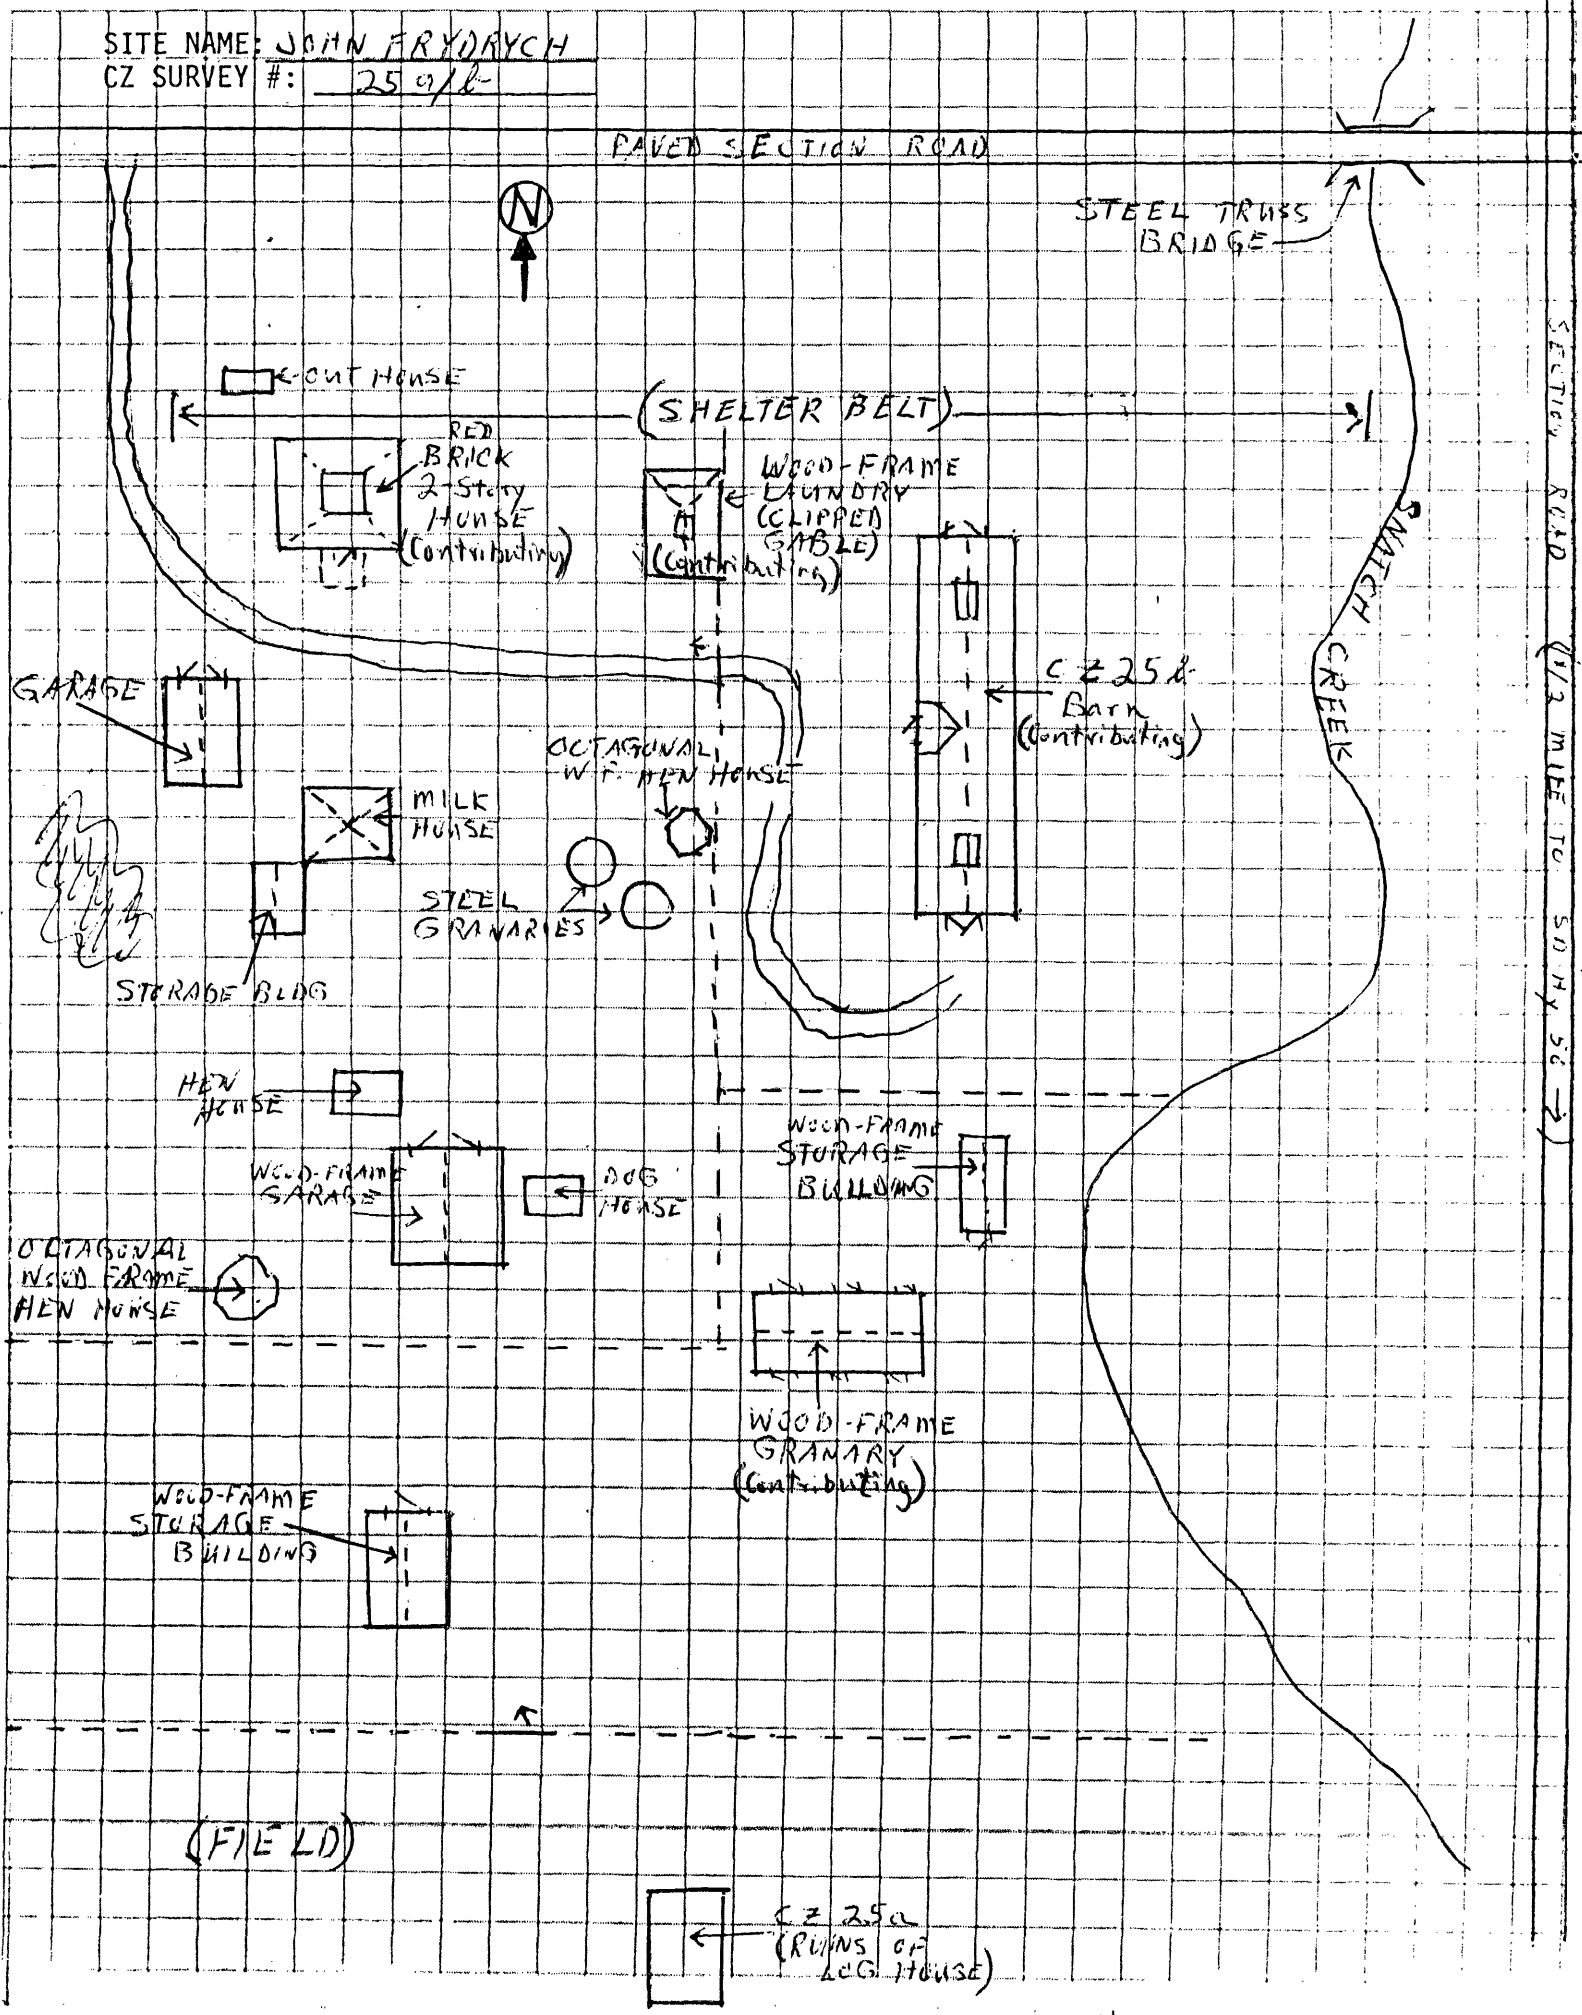 SITE NAME: JOHN FRYDRYCH
CZ SURVEY #: 25 a/b
PAVED SECTION ROAD
N
STEEL TRUSS
BRIDGE
OUT HOUSE
(SHELTER BELT)
RED
BRICK
2-Story
HOUSE
(Contributing)
WOOD-FRAME
LAUNDRY
(CLIPPED
GABLE)
(Contributing)
SNATCH CREEK
SECTION ROAD (1/2 MILE TO SD Hy 50 →)
GARAGE
CZ 25 b
Barn
(Contributing)
OCTAGONAL
W.F. HEN HOUSE
MILK
HOUSE
STEEL
GRANARIES
STORAGE BLDG
HEN
HOUSE
WOOD-FRAME
STORAGE
BUILDING
WOOD-FRAME
GARAGE
DOG
HOUSE
OCTAGONAL
WOOD FRAME
HEN HOUSE
WOOD-FRAME
GRANARY
(Contributing)
WOOD-FRAME
STORAGE
BUILDING
(FIELD)
CZ 25a
(RUINS OF
LOG HOUSE)